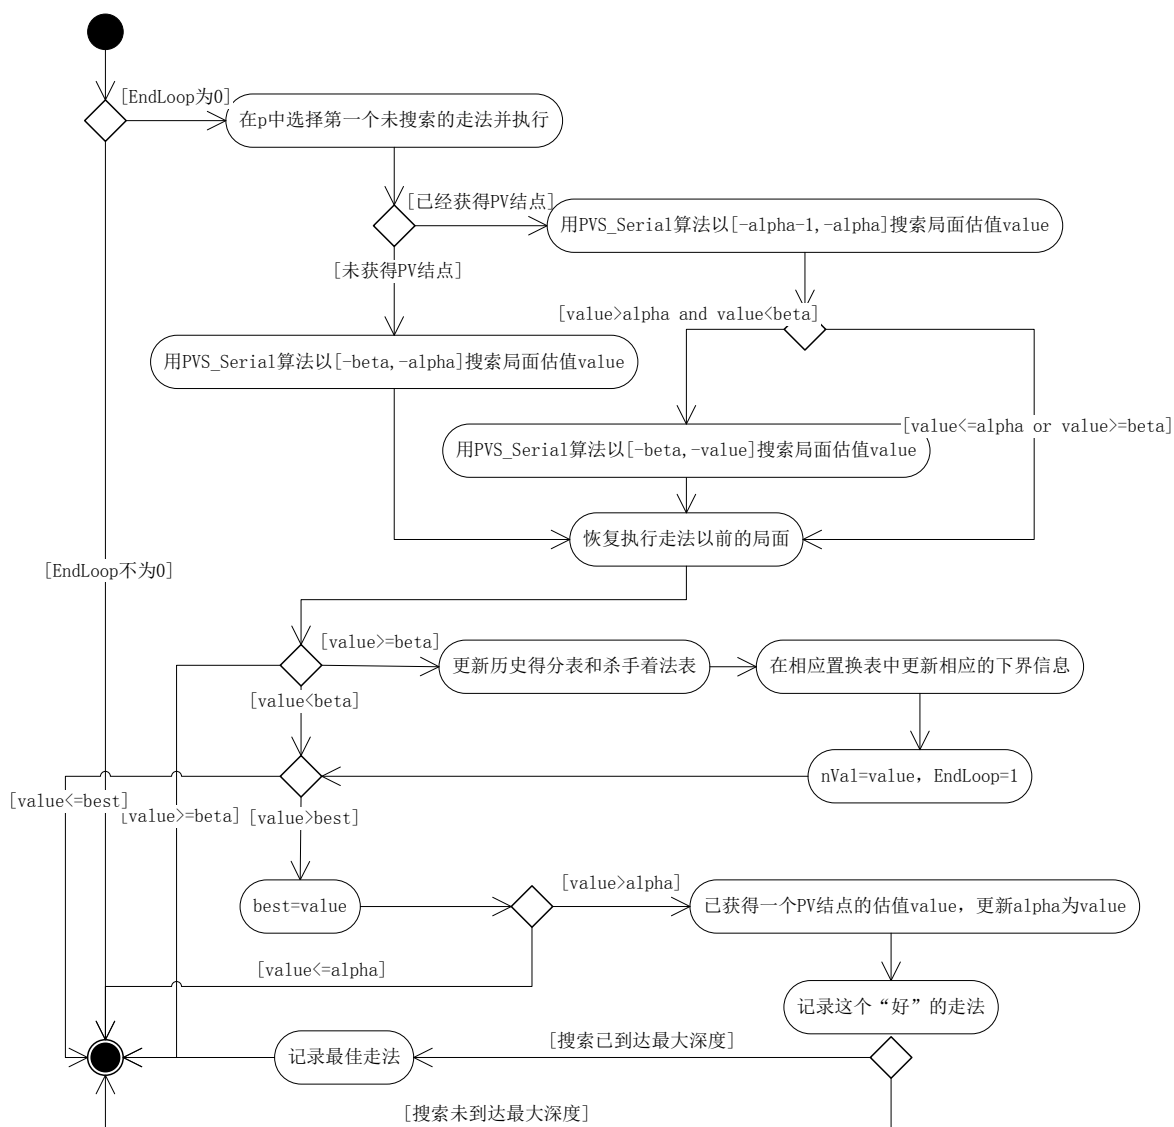 [EndLoop为0]
在p中选择第一个未搜索的走法并执行
[已经获得PV结点]
用PVS_Serial算法以[-alpha-1,-alpha]搜索局面估值value
[未获得PV结点]
[value>alpha and value<beta]
用PVS_Serial算法以[-beta,-alpha]搜索局面估值value
[value<=alpha or value>=beta]
用PVS_Serial算法以[-beta,-value]搜索局面估值value
恢复执行走法以前的局面
[EndLoop不为0]
[value>=beta]
更新历史得分表和杀手着法表
在相应置换表中更新相应的下界信息
[value<beta]
nVal=value，EndLoop=1
[value<=best]
[value>=beta]
[value>best]
[value>alpha]
best=value
已获得一个PV结点的估值value，更新alpha为value
[value<=alpha]
记录这个“好”的走法
[搜索已到达最大深度]
记录最佳走法
[搜索未到达最大深度]